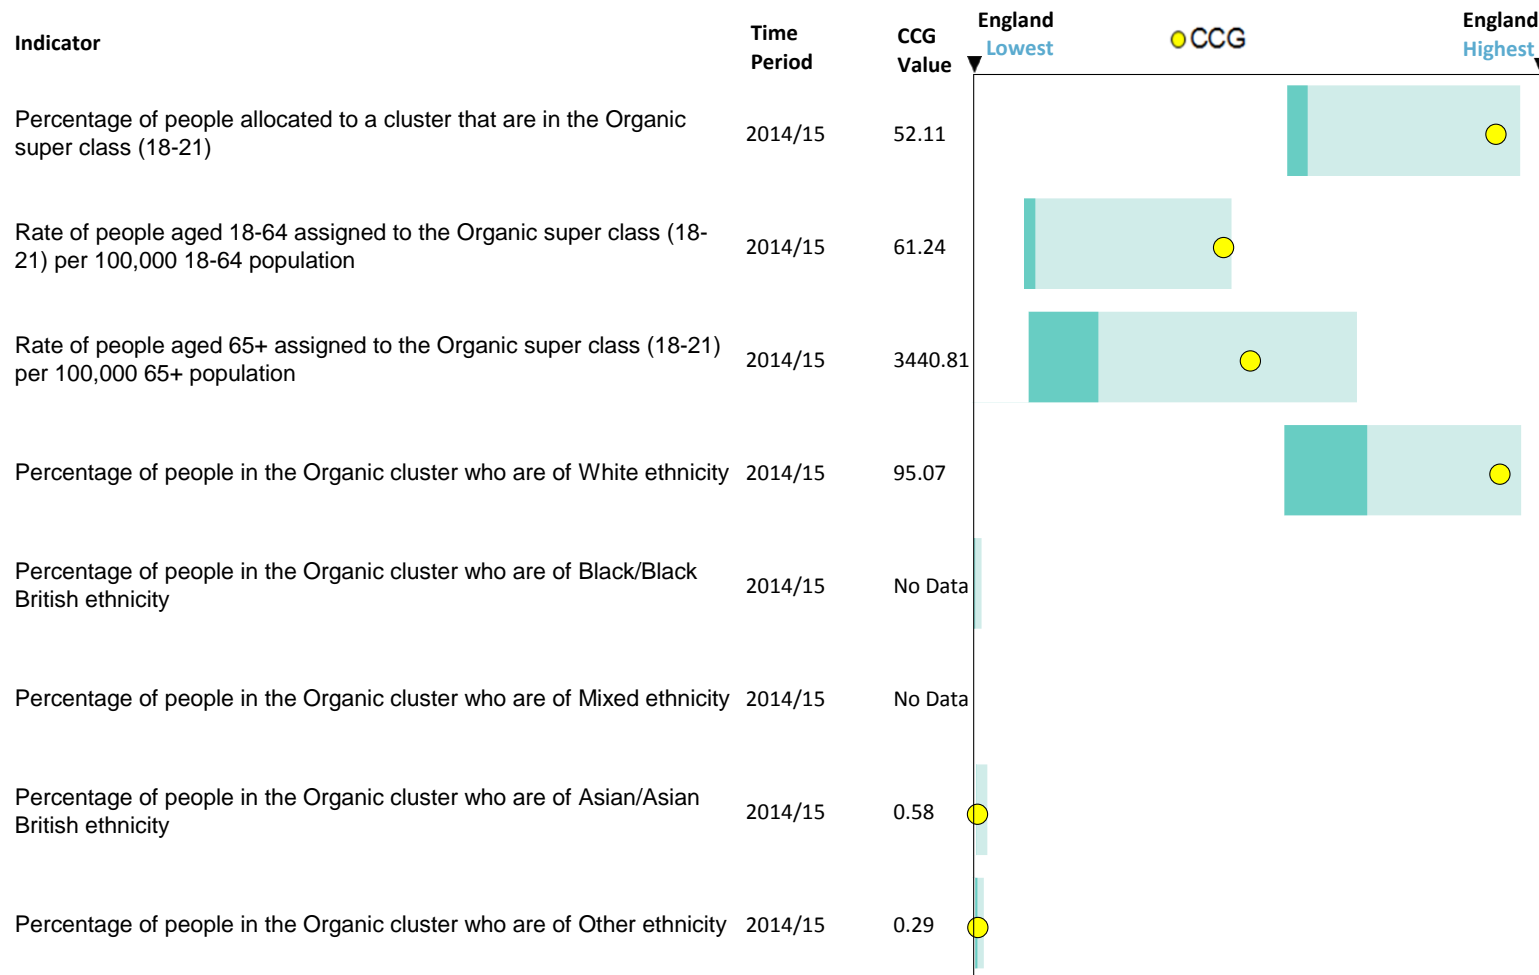 Indicator
Time
Period
CCG
Value
England
Lowest
CCG
England
Highest
Percentage of people allocated to a cluster that are in the Organic
super class (18-21)
2014/15
52.11
Rate of people aged 18-64 assigned to the Organic super class (18-
21) per 100,000 18-64 population
2014/15
61.24
Rate of people aged 65+ assigned to the Organic super class (18-21)
per 100,000 65+ population
2014/15
3440.81
Percentage of people in the Organic cluster who are of White ethnicity
2014/15
95.07
Percentage of people in the Organic cluster who are of Black/Black
British ethnicity
2014/15
No Data
Percentage of people in the Organic cluster who are of Mixed ethnicity
2014/15
No Data
Percentage of people in the Organic cluster who are of Asian/Asian
British ethnicity
2014/15
0.58
Percentage of people in the Organic cluster who are of Other ethnicity
2014/15
0.29